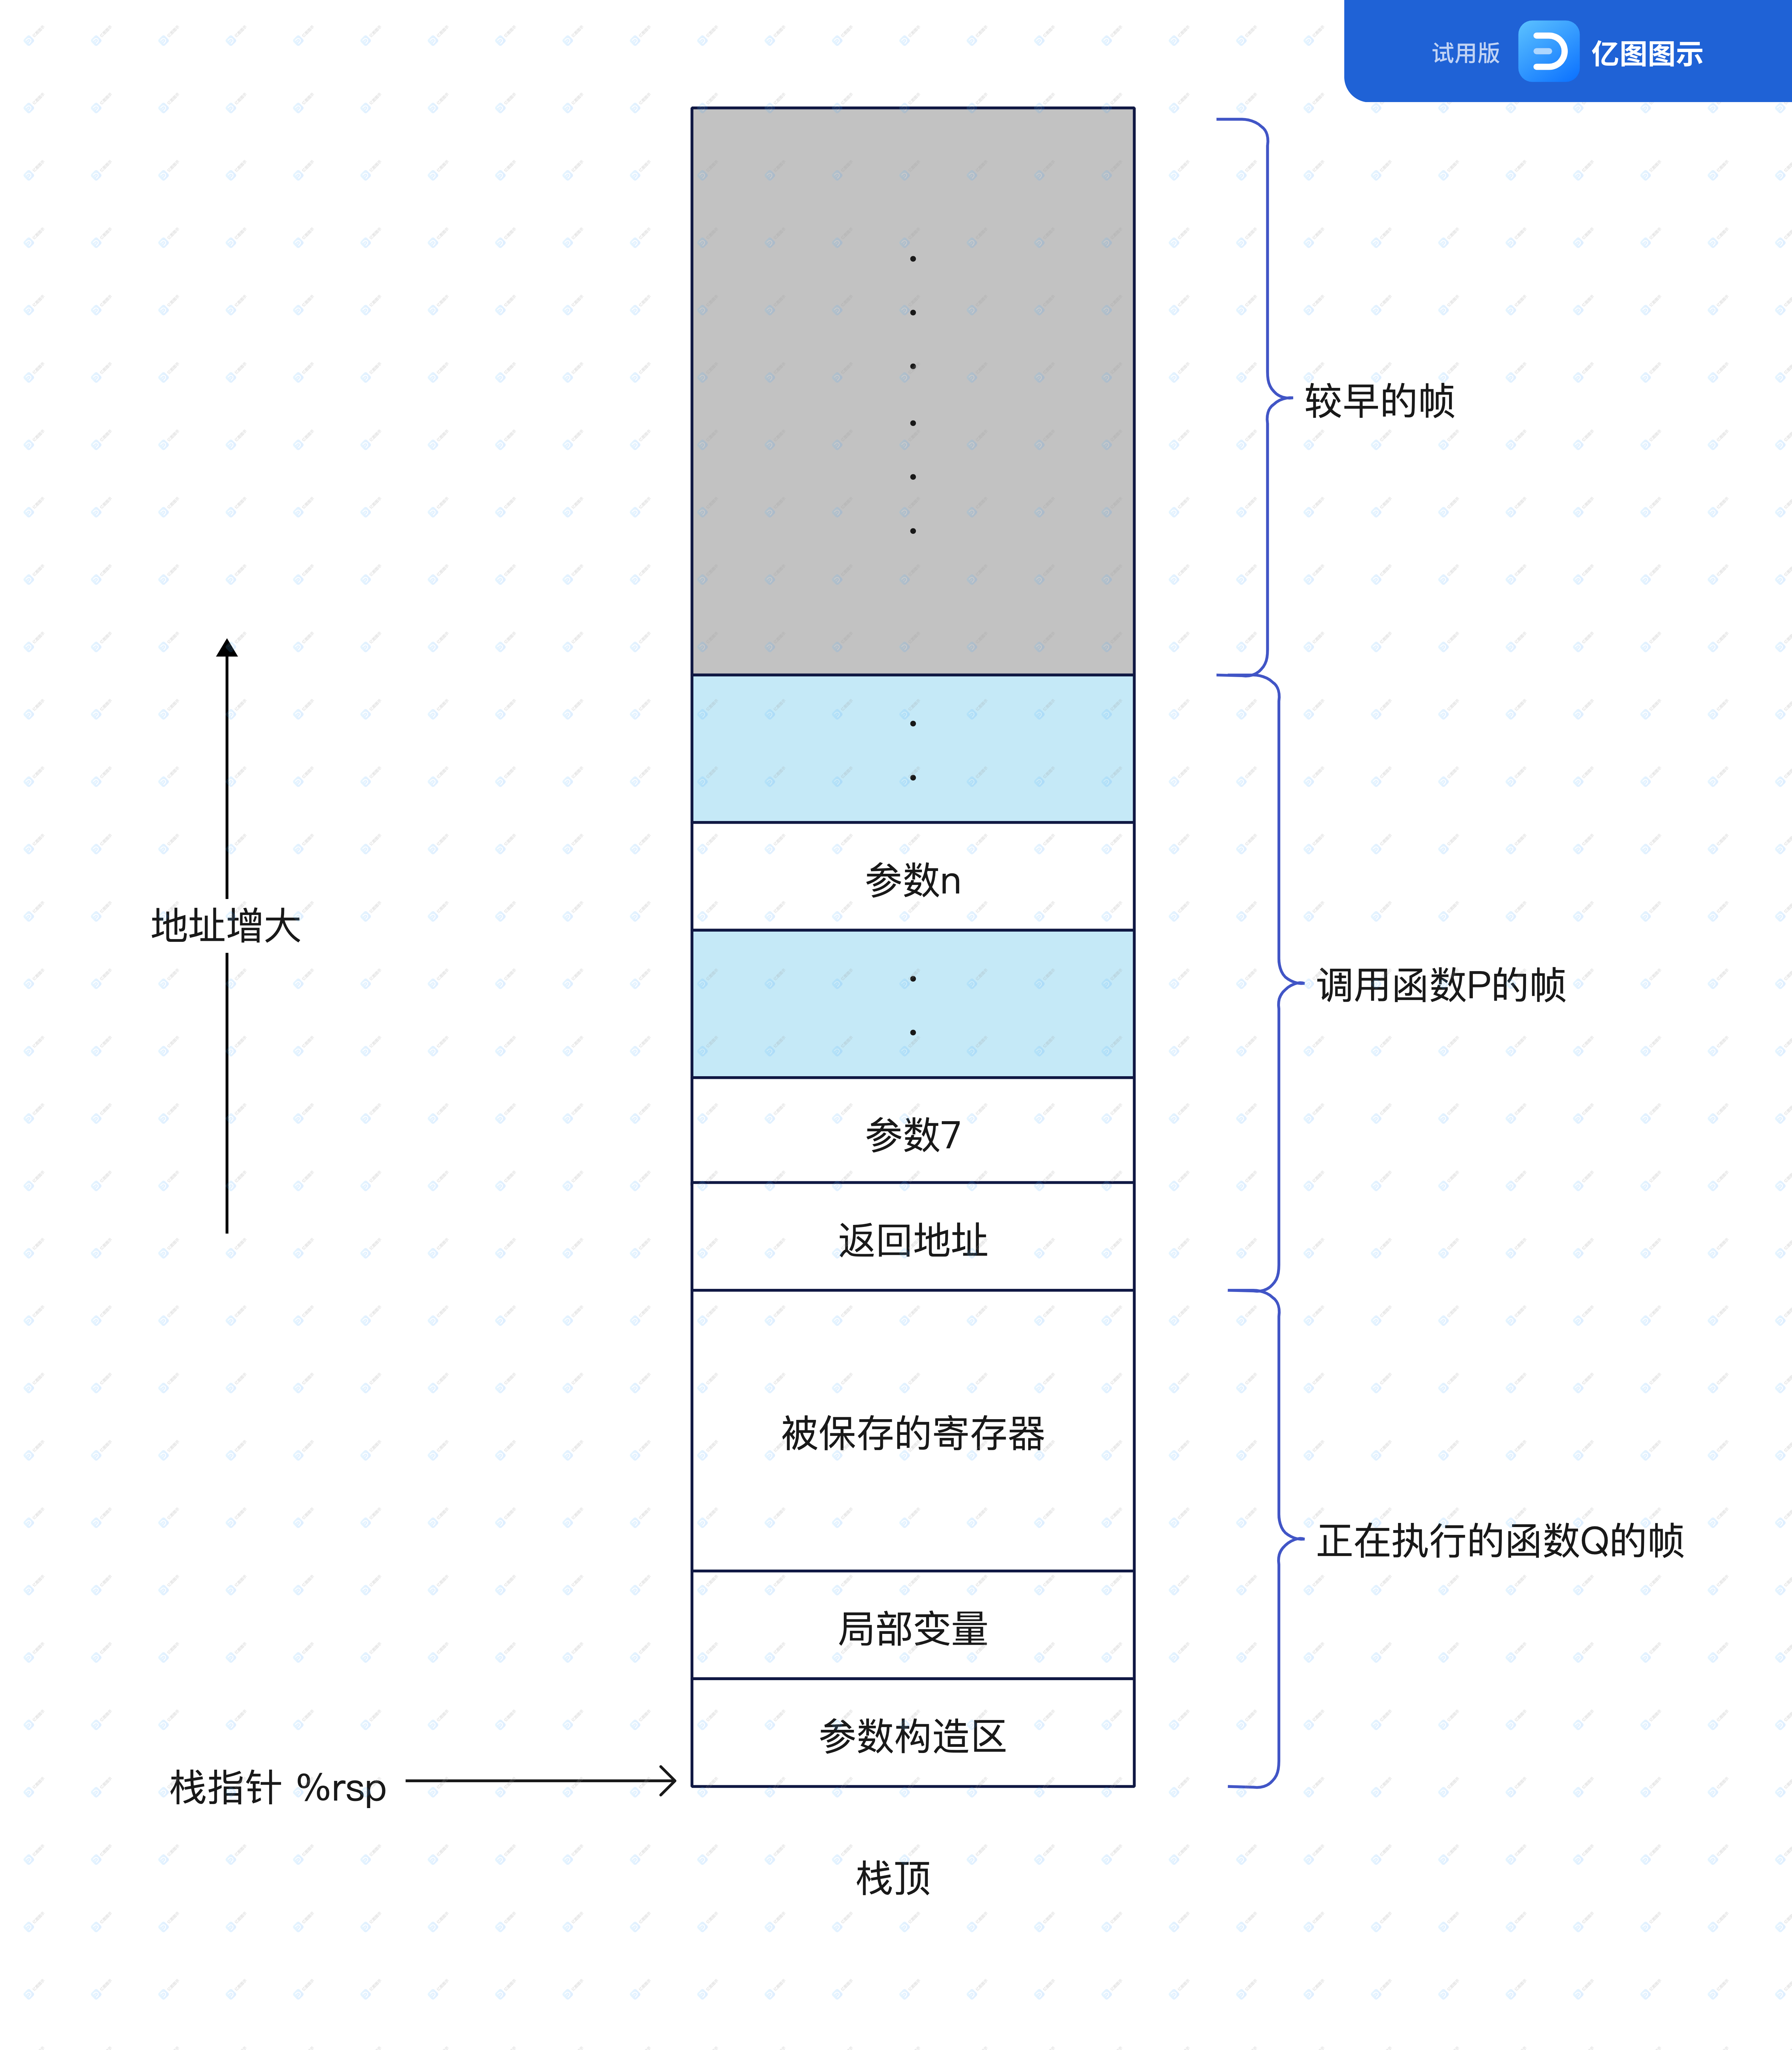 试用版 亿图图示
较早的帧
参数n
地址增大
调用函数P的帧
参数7
返回地址
被保存的寄存器
正在执行的函数Q的帧
局部变量
参数构造区
栈指针 %rsp
栈顶